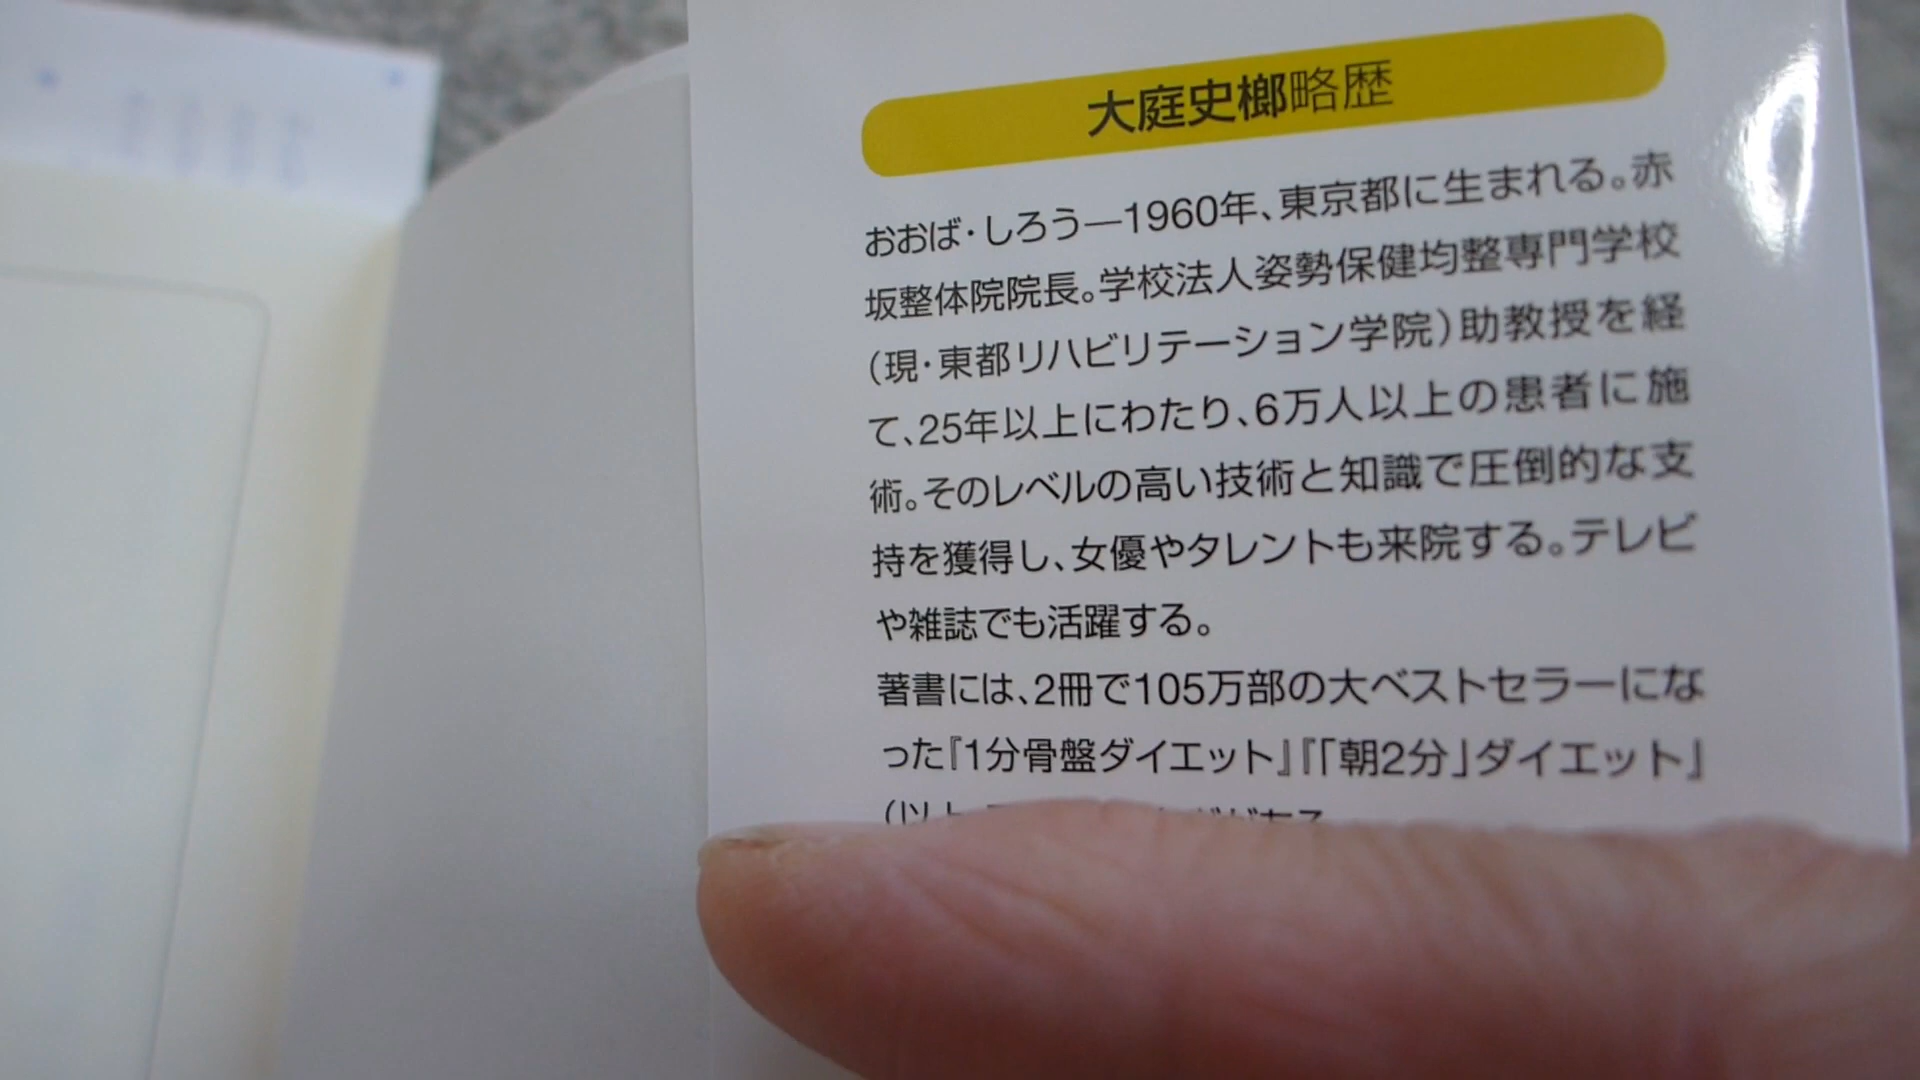 大庭史榔略歴
おおば・しろう―1960年、東京都に生まれる。赤
坂整体院院長。学校法人姿勢保健均整専門学校
(現・東都リハビリテーション学院)助教授を経
て、25年以上にわたり、6万人以上の患者に施
術。そのレベルの高い技術と知識で圧倒的な支
持を獲得し、女優やタレントも来院する。テレビ
や雑誌でも活躍する。
著書には、2冊で105万部の大ベストセラーにな
った『1分骨盤ダイエット』『「朝2分」ダイエット』
(以上